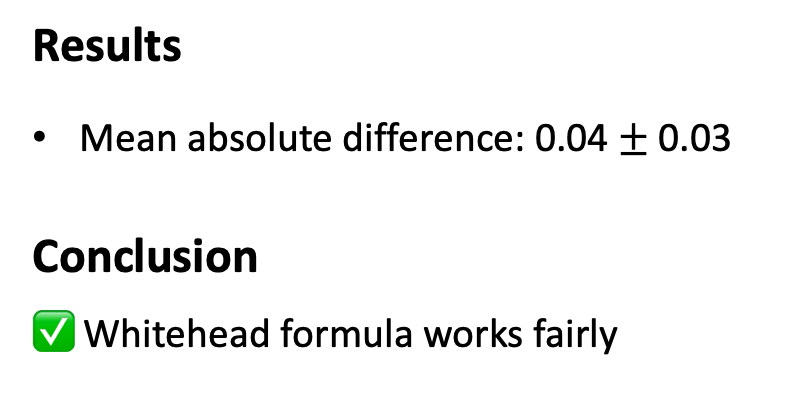 Results
• Mean absolute difference: 0.04 ± 0.03
Conclusion
✅ Whitehead formula works fairly